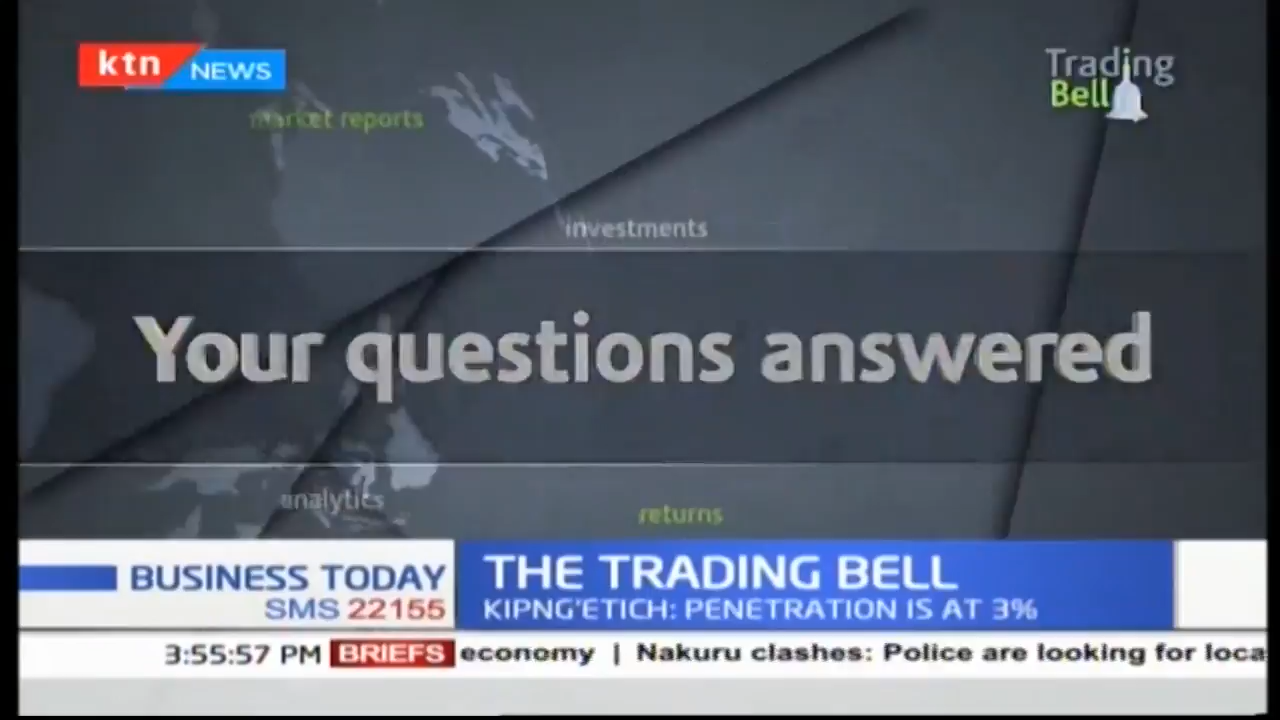 ktn NEWS
Trading
Bell
market reports
investments
Your questions answered
analytics
returns
BUSINESS TODAY
SMS 22155
THE TRADING BELL
KIPNG'ETICH: PENETRATION IS AT 3%
3:55:57 PM BRIEFS economy | Nakuru clashes: Police are looking for loca